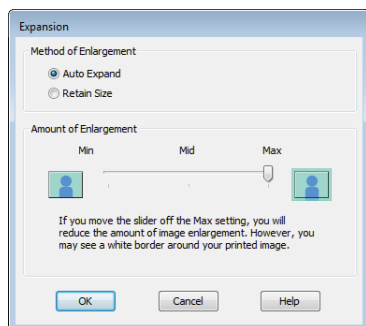 Expansion
Method of Enlargement
Auto Expand
Retain Size
Amount of Enlargement
Min Mid Max
If you move the slider off the Max setting, you will
reduce the amount of image enlargement. However, you
may see a white border around your printed image.
OK Cancel Help